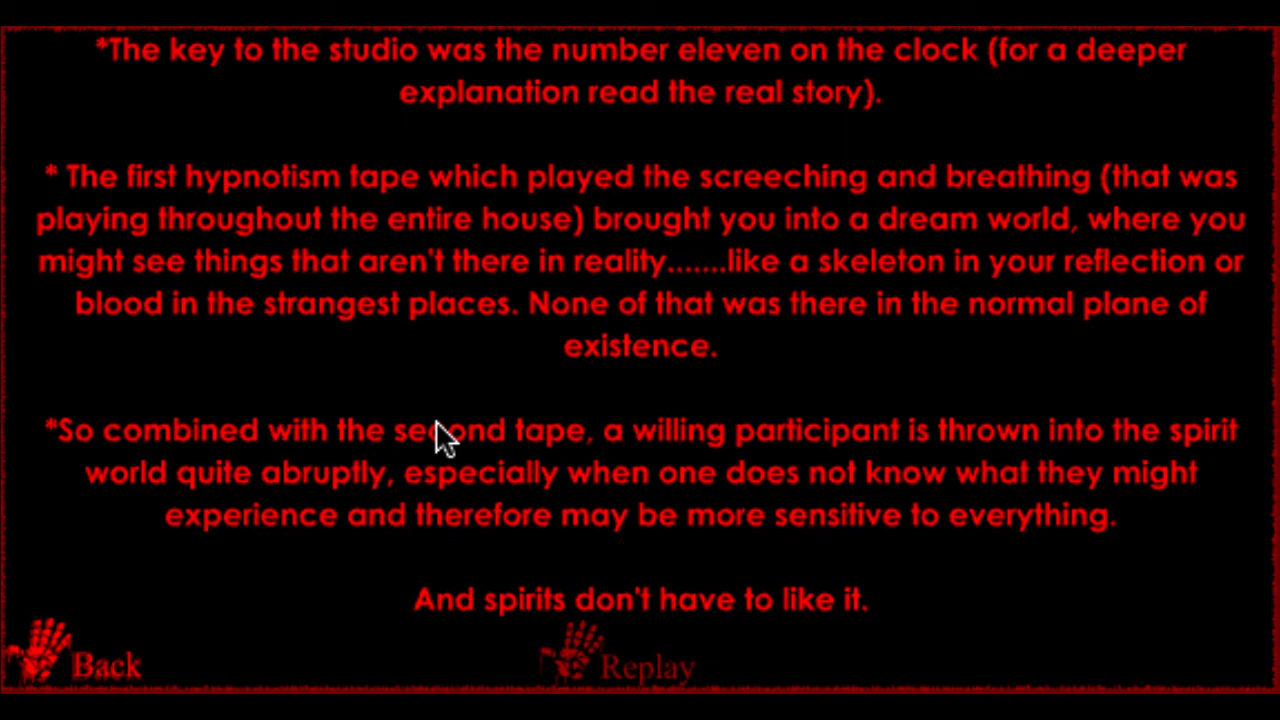 *The key to the studio was the number eleven on the clock (for a deeper
explanation read the real story).
* The first hypnotism tape which played the screeching and breathing (that was
playing throughout the entire house) brought you into a dream world, where you
might see things that aren't there in reality.......like a skeleton in your reflection or
blood in the strangest places. None of that was there in the normal plane of
existence.
*So combined with the second tape, a willing participant is thrown into the spirit
world quite abruptly, especially when one does not know what they might
experience and therefore may be more sensitive to everything.
And spirits don't have to like it.
Back
Replay